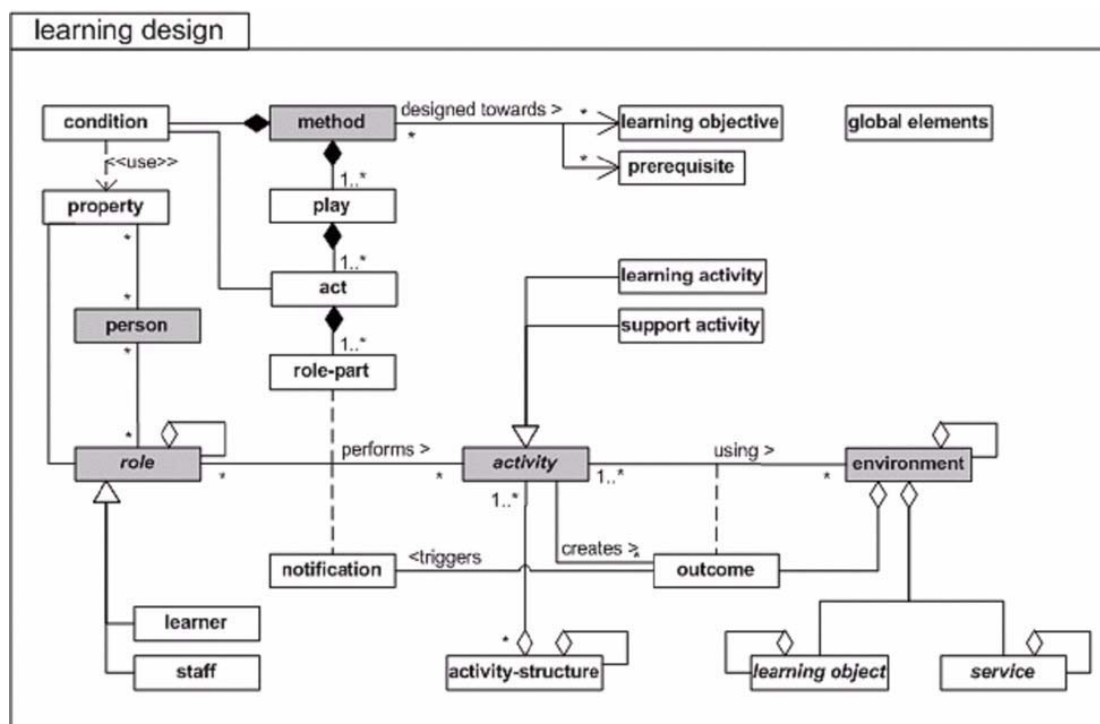 learning design
condition
method
designed towards >
*
*
learning objective
global elements
<<use>>
*
prerequisite
1..*
property
play
*
1..*
act
learning activity
*
person
support activity
*
1..*
role-part
*
performs >
using >
role
*
*
activity
1..*
*
environment
1..*
creates >
*
<triggers
notification
outcome
learner
*
staff
activity-structure
learning object
service